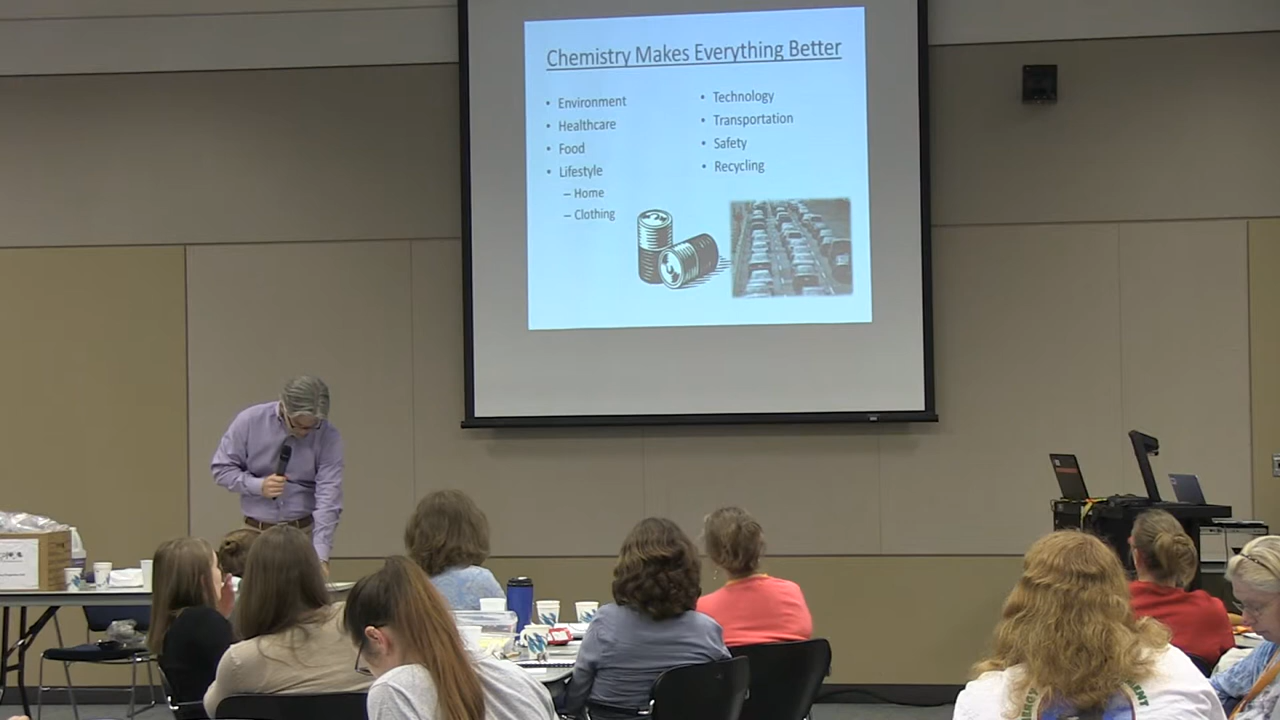 Chemistry Makes Everything Better
• Environment
• Healthcare
• Food
• Lifestyle
– Home
– Clothing
• Technology
• Transportation
• Safety
• Recycling